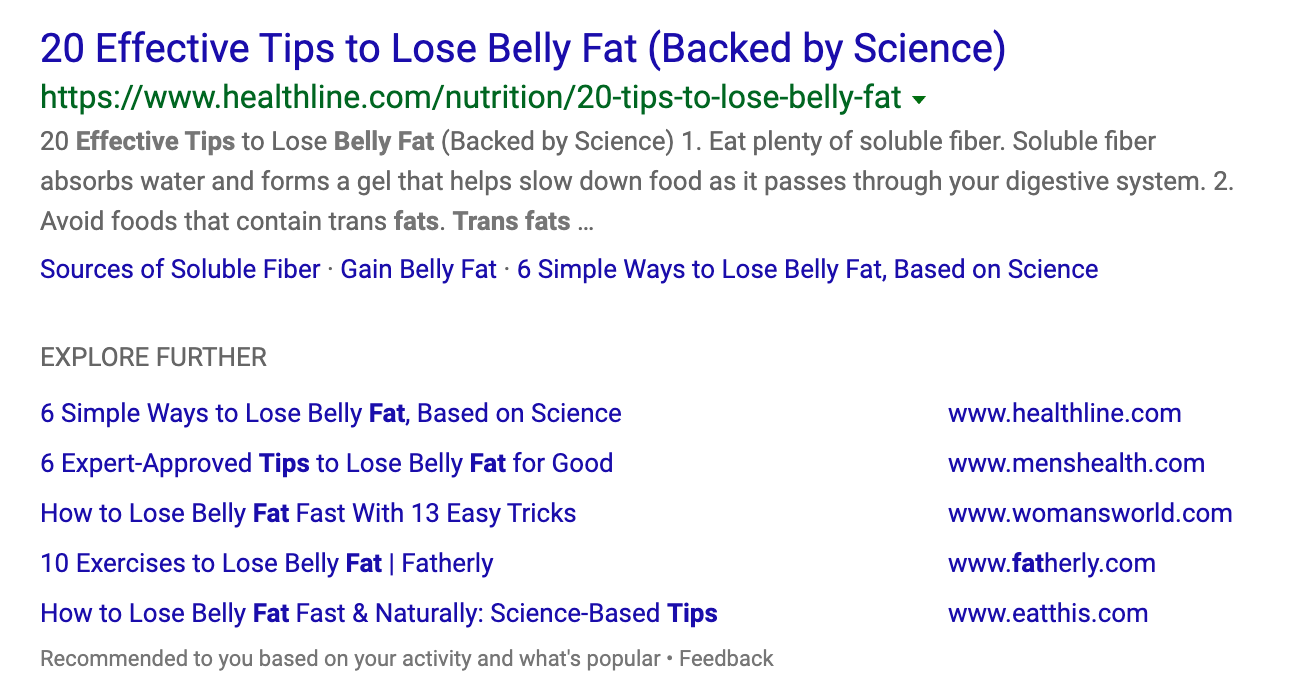 20 Effective Tips to Lose Belly Fat (Backed by Science)
https://www.healthline.com/nutrition/20-tips-to-lose-belly-fat
20 Effective Tips to Lose Belly Fat (Backed by Science) 1. Eat plenty of soluble fiber. Soluble fiber
absorbs water and forms a gel that helps slow down food as it passes through your digestive system. 2.
Avoid foods that contain trans fats. Trans fats ...
Sources of Soluble Fiber · Gain Belly Fat · 6 Simple Ways to Lose Belly Fat, Based on Science
EXPLORE FURTHER
6 Simple Ways to Lose Belly Fat, Based on Science www.healthline.com
6 Expert-Approved Tips to Lose Belly Fat for Good www.menshealth.com
How to Lose Belly Fat Fast With 13 Easy Tricks www.womansworld.com
10 Exercises to Lose Belly Fat | Fatherly www.fatherly.com
How to Lose Belly Fat Fast & Naturally: Science-Based Tips www.eatthis.com
Recommended to you based on your activity and what's popular • Feedback